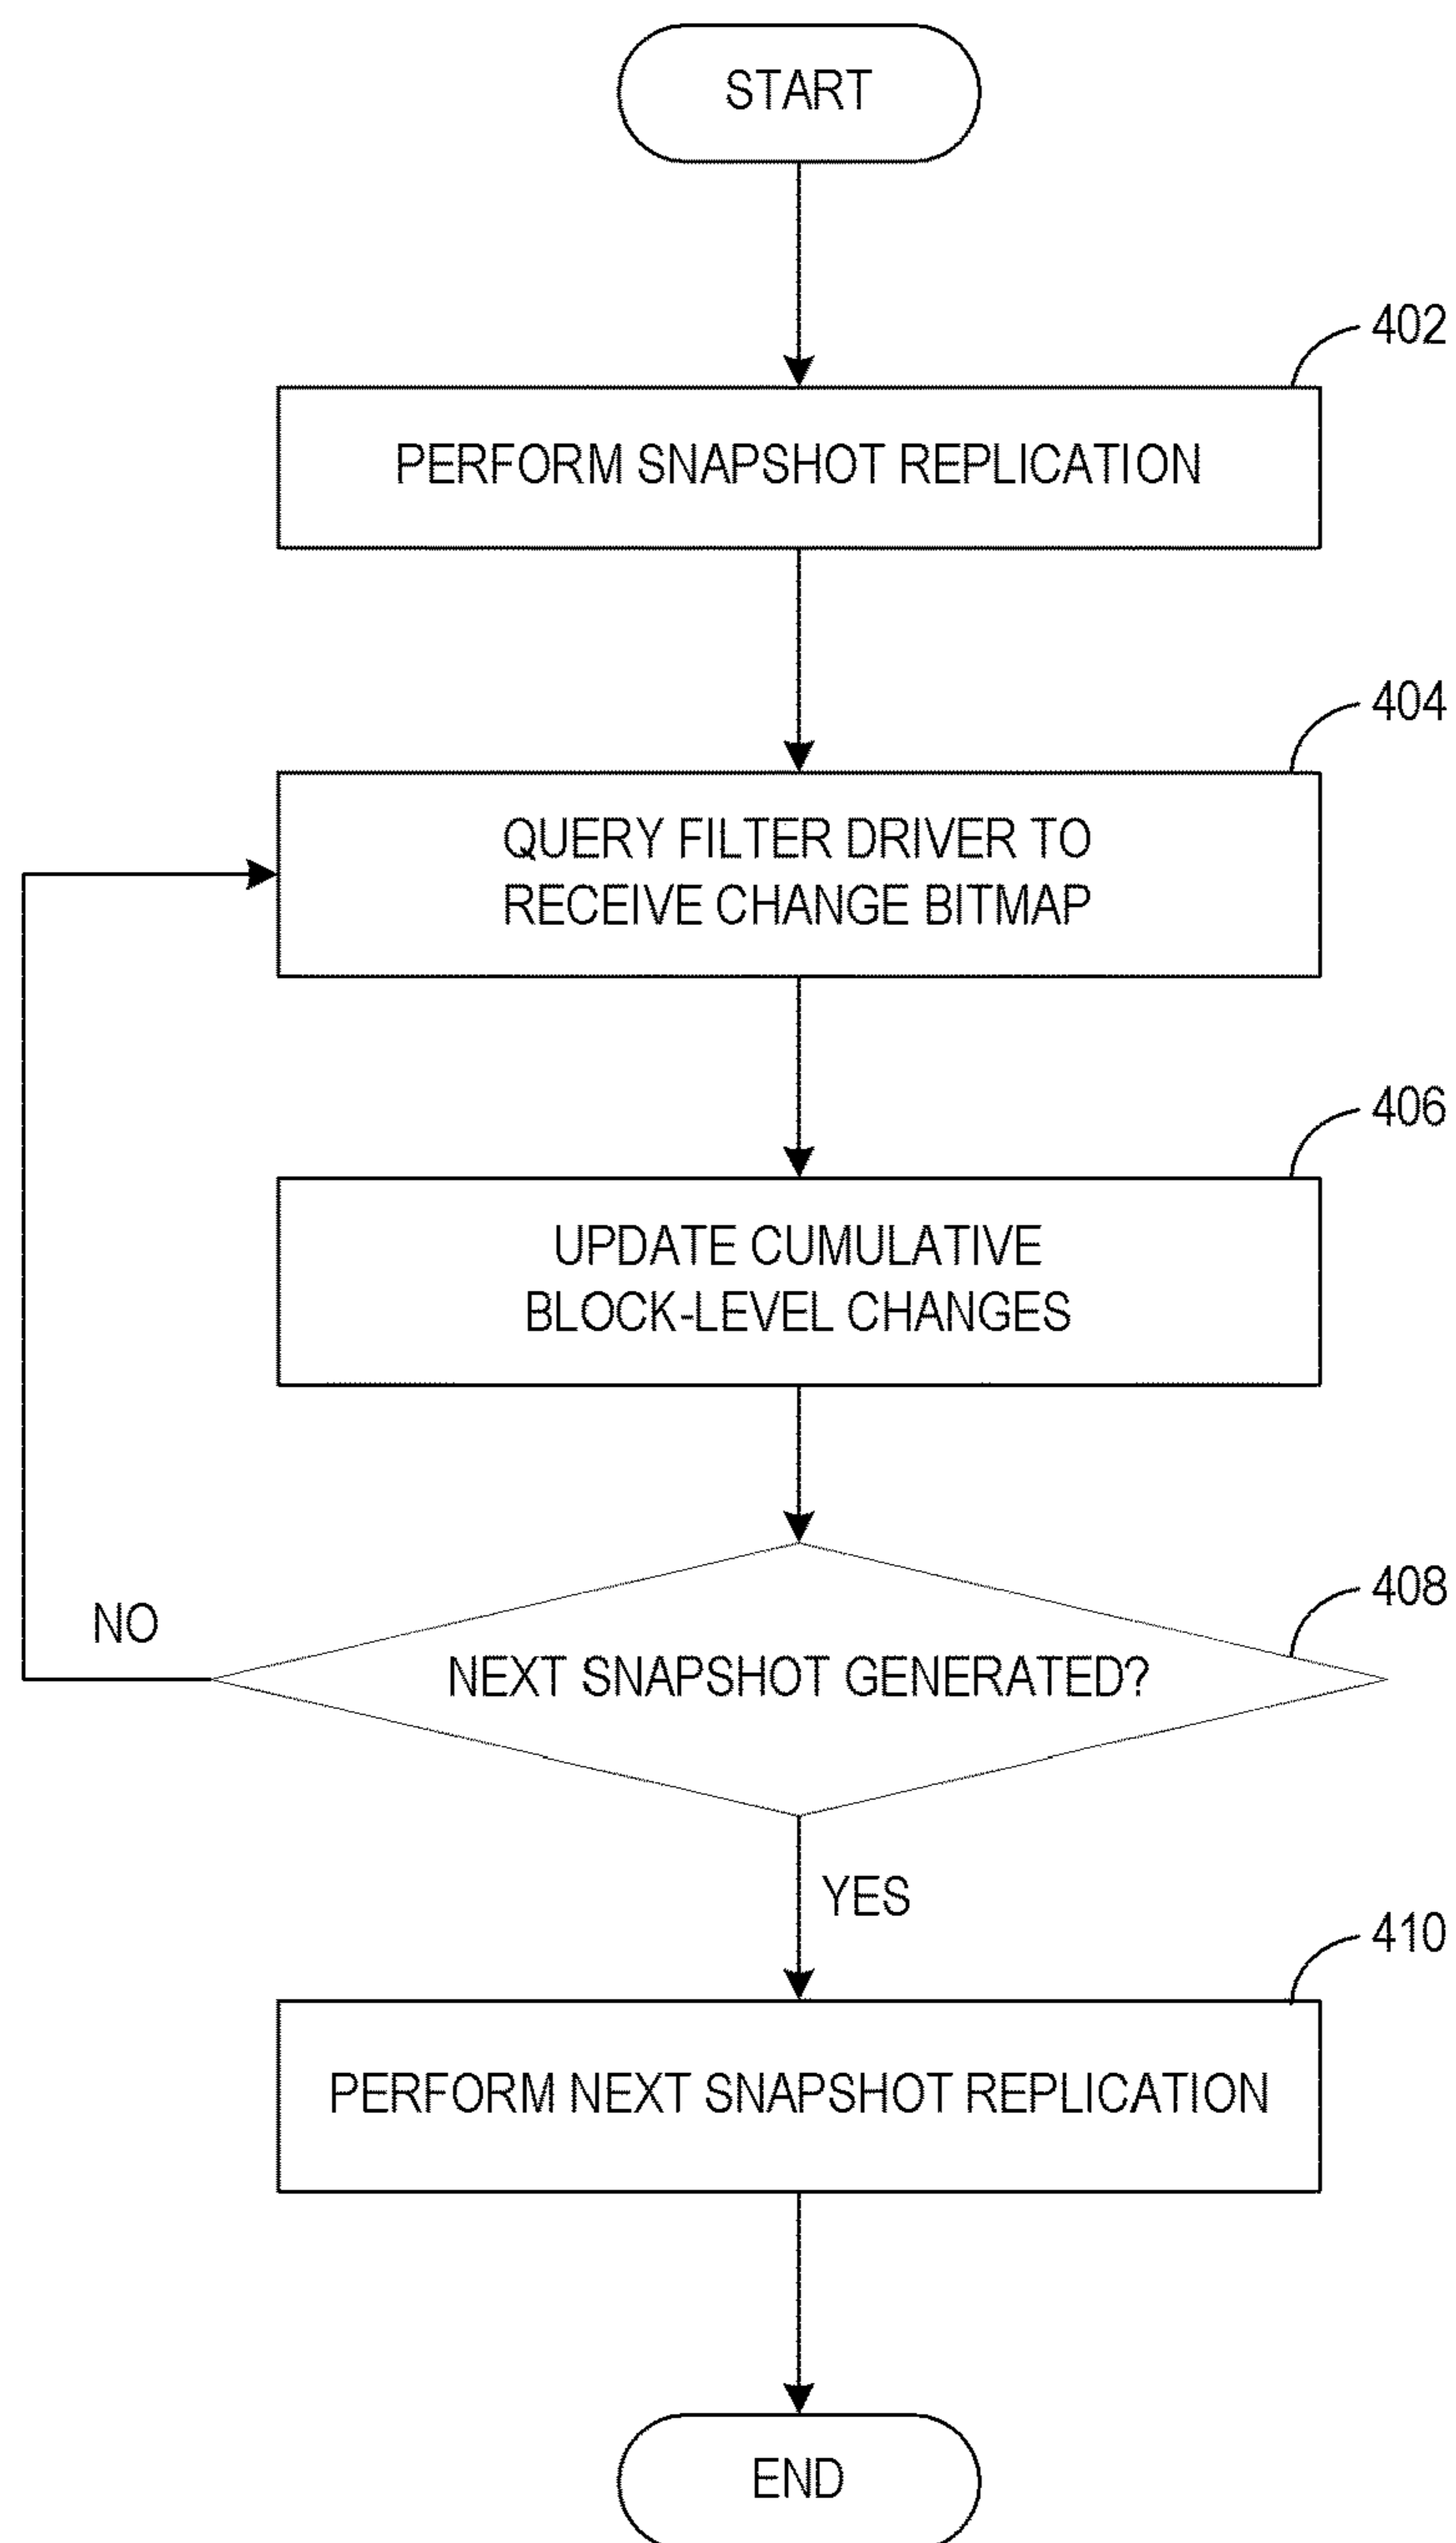 START
402
PERFORM SNAPSHOT REPLICATION
404
QUERY FILTER DRIVER TO
RECEIVE CHANGE BITMAP
406
UPDATE CUMULATIVE
BLOCK-LEVEL CHANGES
408
NO
NEXT SNAPSHOT GENERATED?
YES
410
PERFORM NEXT SNAPSHOT REPLICATION
END